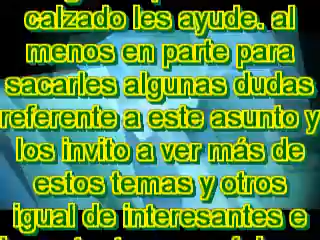 calzado les ayude. al
menos en parte para
sacarles algunas dudas
referente a este asunto y
los invito a ver más de
estos temas y otros
igual de interesantes e